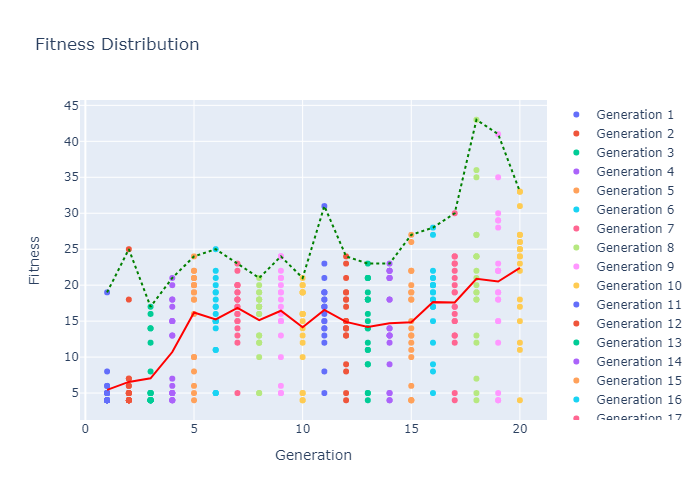 Fitness Distribution
Fitness
45
40
35
30
25
20
15
10
5
0
5
10
15
20
Generation
Generation 1
Generation 2
Generation 3
Generation 4
Generation 5
Generation 6
Generation 7
Generation 8
Generation 9
Generation 10
Generation 11
Generation 12
Generation 13
Generation 14
Generation 15
Generation 16
Generation 17